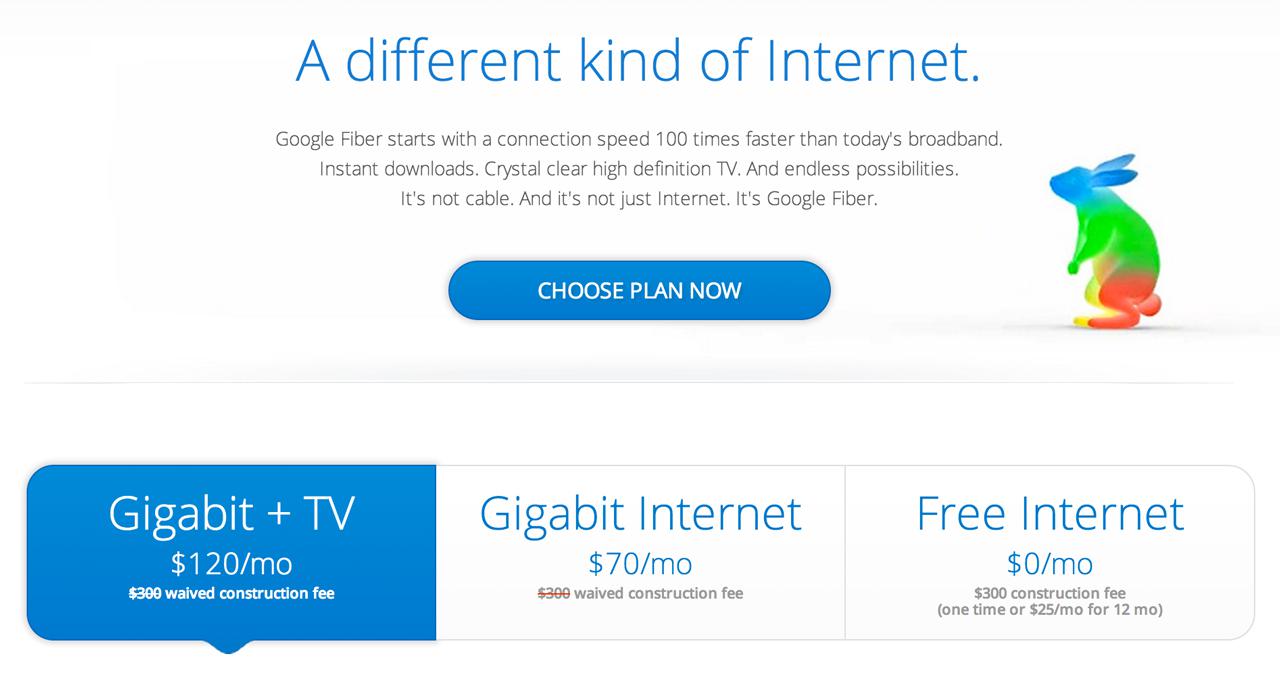 A different kind of Internet.
Google Fiber starts with a connection speed 100 times faster than today's broadband.
Instant downloads. Crystal clear high definition TV. And endless possibilities.
It's not cable. And it's not just Internet. It's Google Fiber.
CHOOSE PLAN NOW
Gigabit + TV
$120/mo
$300 waived construction fee
Gigabit Internet
$70/mo
$300 waived construction fee
Free Internet
$0/mo
$300 construction fee
(one time or $25/mo for 12 mo)